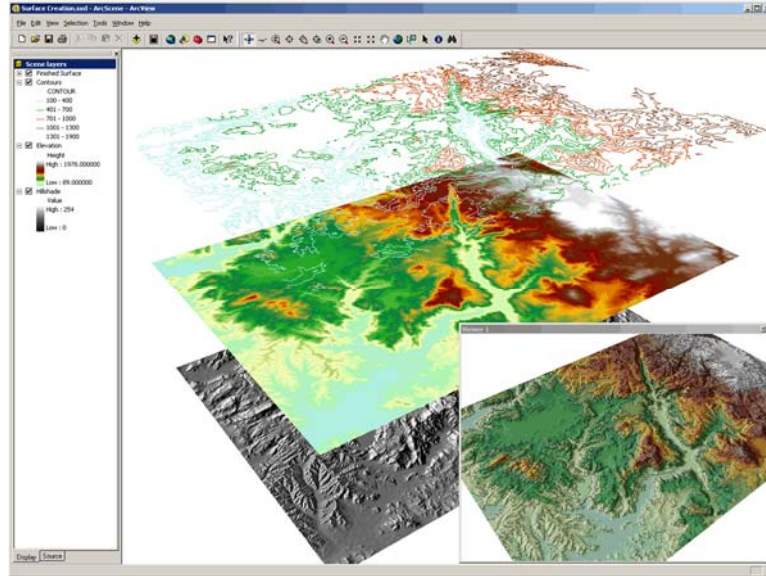 Surface Creation.sxd - ArcScene - ArcView
File Edit View Selection Tools Window Help
Scene layers
Finished Surface
Contours
CONTOUR
100 - 400
401 - 700
701 - 1000
1001 - 1300
1301 - 1900
Elevation
Height
High : 1978.000000
Low : 89.000000
Hillshade
Value
High : 254
Low : 0
Viewer 1
Display Source